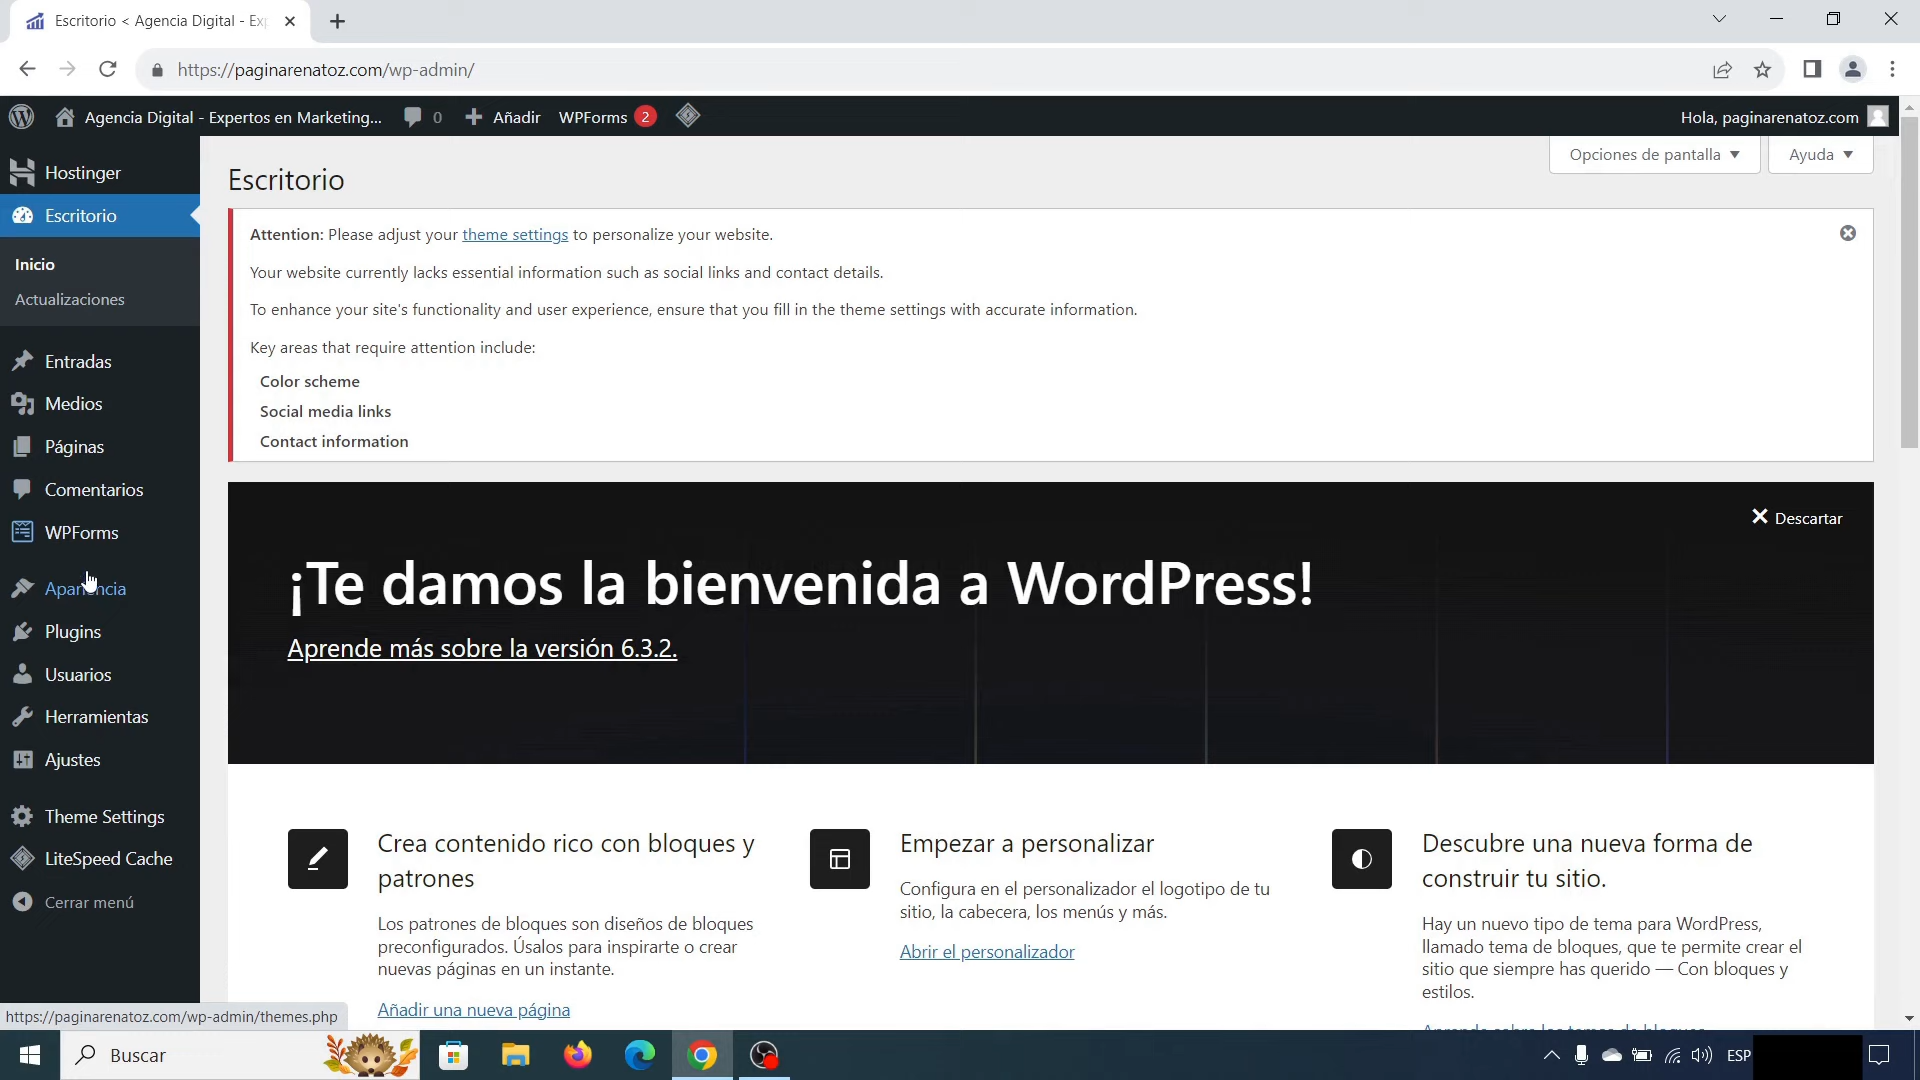 Escritorio < Agencia Digital - Exp
https://paginarenatoz.com/wp-admin/
Agencia Digital - Expertos en Marketing...
0
Añadir
WPForms 2
Hola, paginarenatoz.com
Hostinger
Escritorio
Inicio
Actualizaciones
Entradas
Medios
Páginas
Comentarios
WPForms
Apariencia
Plugins
Usuarios
Herramientas
Ajustes
Theme Settings
LiteSpeed Cache
Cerrar menú
Opciones de pantalla
Ayuda
Escritorio
Attention: Please adjust your theme settings to personalize your website.
Your website currently lacks essential information such as social links and contact details.
To enhance your site's functionality and user experience, ensure that you fill in the theme settings with accurate information.
Key areas that require attention include:
Color scheme
Social media links
Contact information
Descartar
¡Te damos la bienvenida a WordPress!
Aprende más sobre la versión 6.3.2.
Crea contenido rico con bloques y
patrones
Los patrones de bloques son diseños de bloques
preconfigurados. Úsalos para inspirarte o crear
nuevas páginas en un instante.
Añadir una nueva página
Empezar a personalizar
Configura en el personalizador el logotipo de tu
sitio, la cabecera, los menús y más.
Abrir el personalizador
Descubre una nueva forma de
construir tu sitio.
Hay un nuevo tipo de tema para WordPress,
llamado tema de bloques, que te permite crear el
sitio que siempre has querido — Con bloques y
estilos.
https://paginarenatoz.com/wp-admin/themes.php
Buscar
ESP